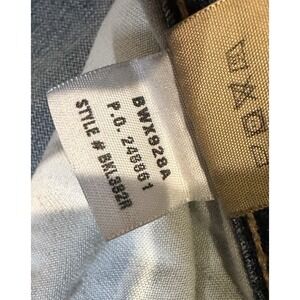 BWX928A
P.O. 248861
STYLE # BKL382R